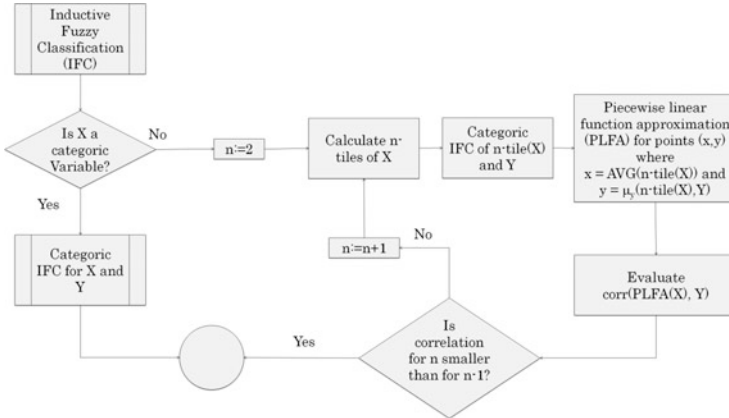 Inductive
Fuzzy
Classification
(IFC)
Is X a
categoric
Variable?
No
n:=2
Calculate n-
tiles of X
Categoric
IFC of n-tile(X)
and Y
Piecewise linear
function approximation
(PLFA) for points (x,y)
where
x = AVG(n-tile(X)) and
y = μy(n-tile(X),Y)
Yes
Categoric
IFC for X and
Y
n:=n+1
No
Evaluate
corr(PLFA(X), Y)
Is
correlation
for n smaller
than for n-1?
Yes